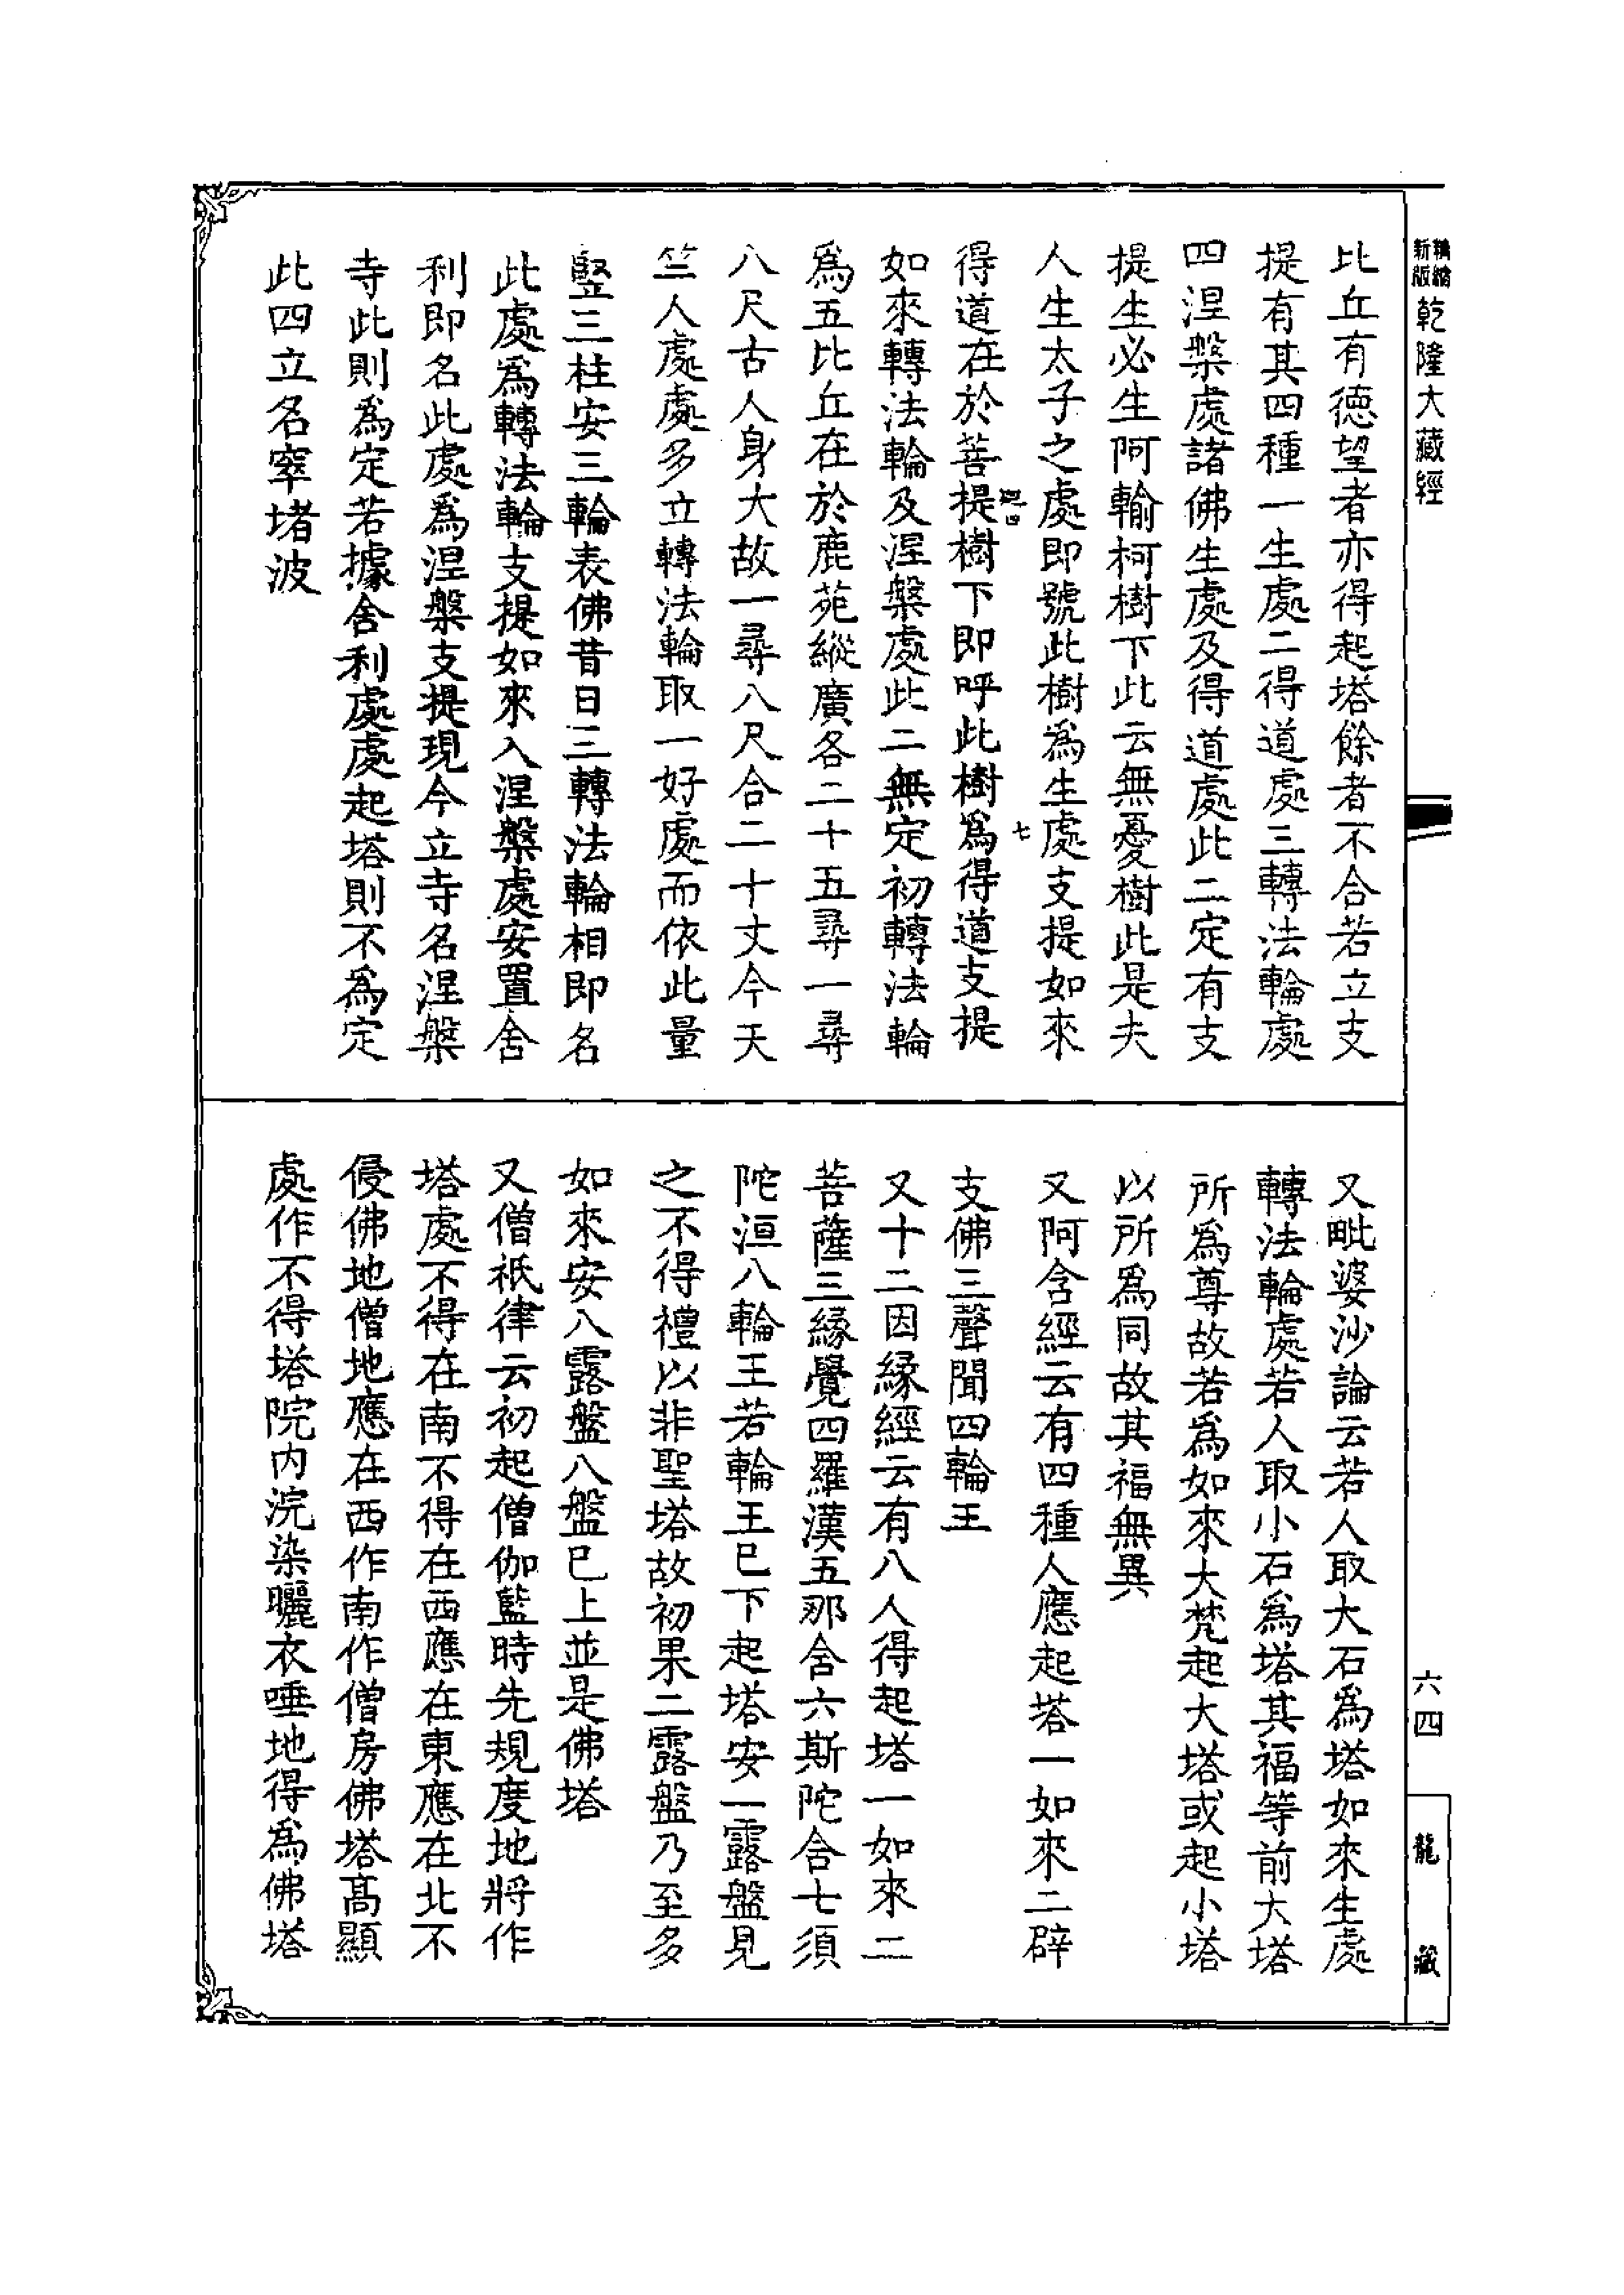 精縮新版
乾隆大藏經
比丘有德望者亦得起塔餘者不合若立支
提有其四種一生處二得道處三轉法輪處
四涅槃處諸佛生處及得道處此二定有支
提生必生阿輸柯樹下此云無憂樹此是夫
人生太子之處即號此樹為生處支提如來
廻四
七
得道在於菩提樹下即呼此樹為得道支提
如來轉法輪及涅槃處此二無定初轉法輪
為五比丘在於鹿苑縱廣各二十五尋一尋
八尺古人身大故一尋八尺合二十丈今天
竺人處處多立轉法輪取一好處而依此量
豎三柱安三輪表佛昔日三轉法輪相即名
此處為轉法輪支提如來入涅槃處安置舍
利即名此處為涅槃支提現今立寺名涅槃
寺此則為定若據舍利處處起塔則不為定
此四立名窣堵波
又毗婆沙論云若人取大石為塔如來生處
轉法輪處若人取小石為塔其福等前大塔
所為尊故若為如來大梵起大塔或起小塔
以所為同故其福無異
又阿含經云有四種人應起塔一如來二辟
支佛三聲聞四輪王
又十二因緣經云有八人得起塔一如來二
菩薩三緣覺四羅漢五那含六斯陀含七須
陀洹八輪王若輪王已下起塔安一露盤見
之不得禮以非聖塔故初果二露盤乃至多
如來安八露盤八盤已上並是佛塔
又僧祇律云初起僧伽藍時先規度地將作
塔處不得在南不得在西應在東應在北不
侵佛地僧地應在西作南作僧房佛塔高顯
處作不得塔院內浣染曬衣唾地得為佛塔
六四
龍藏